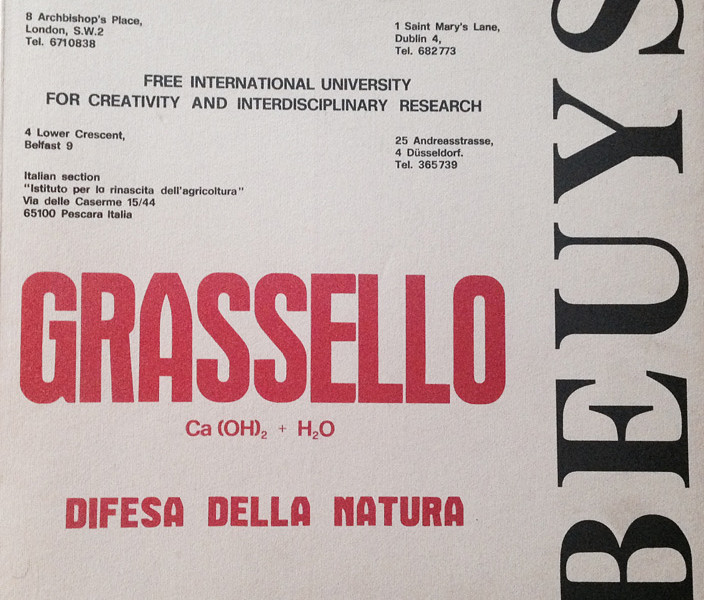 8 Archbishop's Place,
London, S.W.2
Tel. 6710838
1 Saint Mary's Lane,
Dublin 4,
Tel. 682773
FREE INTERNATIONAL UNIVERSITY
FOR CREATIVITY AND INTERDISCIPLINARY RESEARCH
4 Lower Crescent,
Belfast 9
25 Andreasstrasse,
4 Düsseldorf.
Tel. 365739
Italian section
"Istituto per la rinascita dell'agricoltura"
Via delle Caserme 15/44
65100 Pescara Italia
GRASSELLO
Ca (OH)₂ + H₂O
DIFESA DELLA NATURA
BEUYS